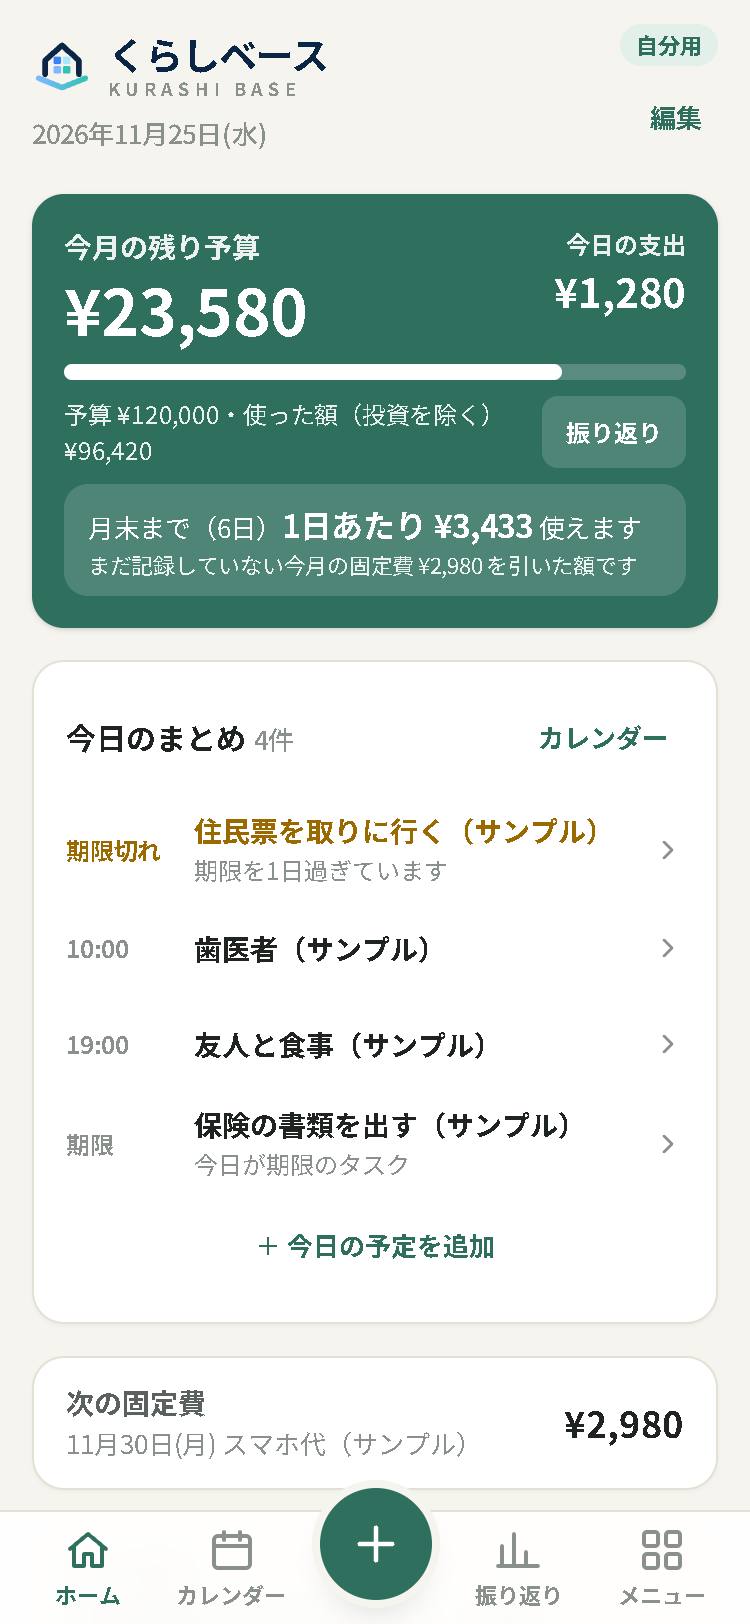 くらしベース
KURASHI BASE
自分用
2026年11月25日(水)
編集
今月の残り予算
¥23,580
今日の支出
¥1,280
予算 ¥120,000・使った額（投資を除く）
¥96,420
振り返り
月末まで（6日）1日あたり ¥3,433 使えます
まだ記録していない今月の固定費 ¥2,980 を引いた額です
今日のまとめ 4件
カレンダー
期限切れ
住民票を取りに行く（サンプル）
期限を1日過ぎています
10:00
歯医者（サンプル）
19:00
友人と食事（サンプル）
期限
保険の書類を出す（サンプル）
今日が期限のタスク
＋ 今日の予定を追加
次の固定費
11月30日(月) スマホ代（サンプル）
¥2,980
ホーム
カレンダー
振り返り
メニュー